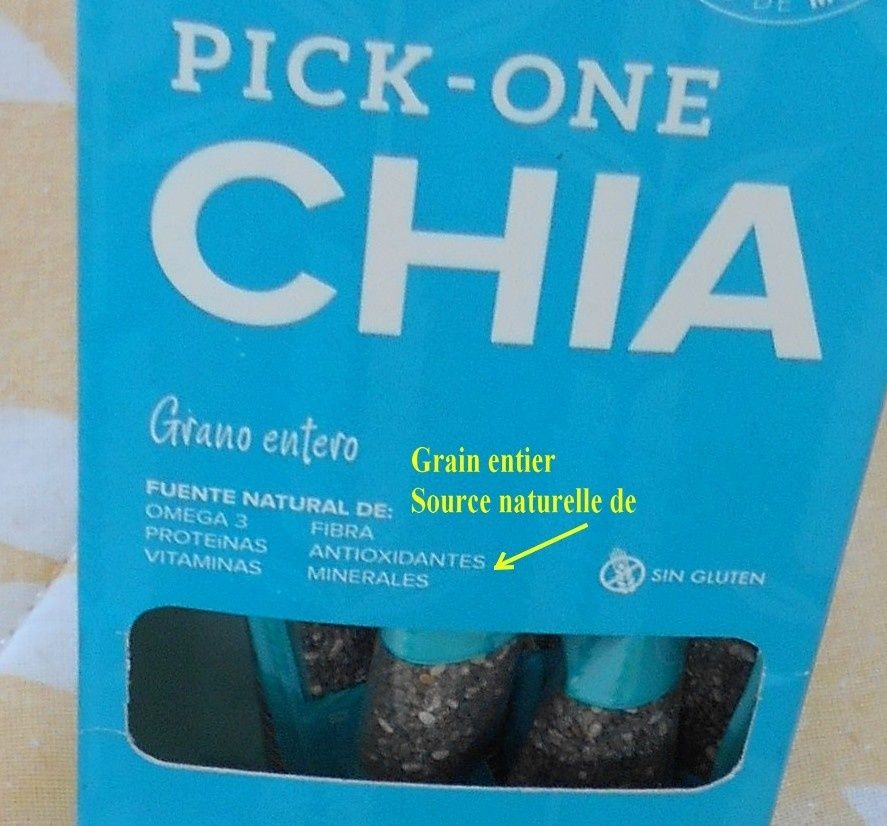 DE
PICK-ONE
CHIA
Grano entero
Grain entier
Source naturelle de
FUENTE NATURAL DE:
OMEGA 3 FiBRA
PROTEiNAS ANTIOXIDANTES
VITAMINAS MINERALES
SIN GLUTEN